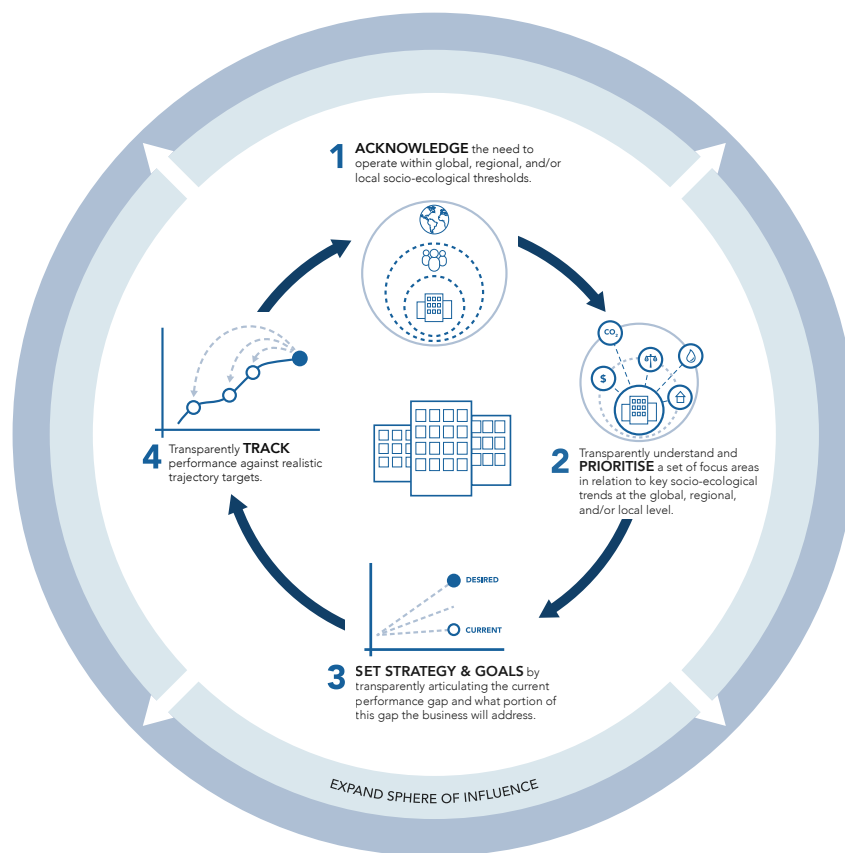 1 ACKNOWLEDGE the need to
operate within global, regional, and/or
local socio-ecological thresholds.
CO₂
$
2 Transparently understand and
PRIORITISE a set of focus areas
in relation to key socio-ecological
trends at the global, regional,
and/or local level.
DESIRED
CURRENT
3 SET STRATEGY & GOALS by
transparently articulating the current
performance gap and what portion of
this gap the business will address.
4 Transparently TRACK
performance against realistic
trajectory targets.
EXPAND SPHERE OF INFLUENCE